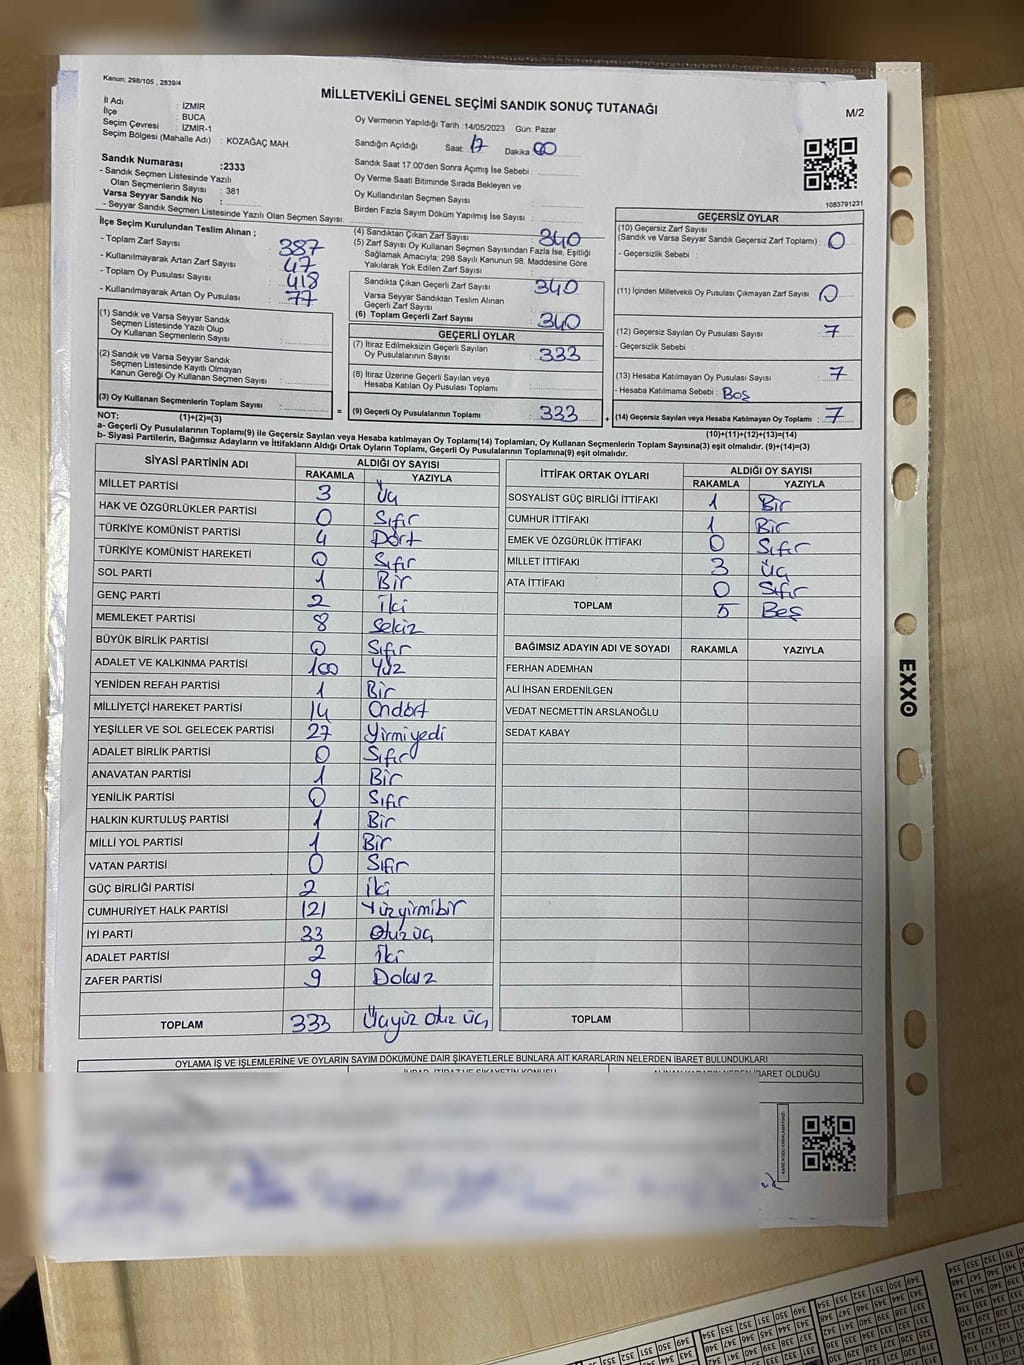 Kanun; 298/105 , 2839/4
MİLLETVEKİLİ GENEL SEÇİMİ SANDIK SONUÇ TUTANAĞI
M/2
İl Adı : İZMİR
İlçe : BUCA
Seçim Çevresi : İZMİR-1
Seçim Bölgesi (Mahalle Adı) : KOZAĞAÇ MAH.
Oy Vermenin Yapıldığı Tarih :14/05/2023 Gün: Pazar
Sandığın Açıldığı Saat: 17 Dakika 00
Sandık Saat 17:00'den Sonra Açımış İse Sebebi :
Oy Verme Saati Bitiminde Sırada Bekleyen ve
Oy Kullandırılan Seçmen Sayısı :
Birden Fazla Sayım Döküm Yapılmış İse Sayısı :
Sandık Numarası :2333
- Sandık Seçmen Listesinde Yazılı
Olan Seçmenlerin Sayısı : 381
Varsa Seyyar Sandık No :
- Seyyar Sandık Seçmen Listesinde Yazılı Olan Seçmen Sayısı:
1083791231
İlçe Seçim Kurulundan Teslim Alınan ;
- Toplam Zarf Sayısı : 387
- Kullanılmayarak Artan Zarf Sayısı : 47
- Toplam Oy Pusulası Sayısı : 418
- Kullanılmayarak Artan Oy Pusulası : 77
(1) Sandık ve Varsa Seyyar Sandık
Seçmen Listesinde Yazılı Olup
Oy Kullanan Seçmenlerin Sayısı :
(2) Sandık ve Varsa Seyyar Sandık
Seçmen Listesinde Kayıtlı Olmayan
Kanun Gereği Oy Kullanan Seçmen Sayısı :
(3) Oy Kullanan Seçmenlerin Toplam Sayısı :
(1)+(2)=(3)
(4) Sandıktan Çıkan Zarf Sayısı : 340
(5) Zarf Sayısı Oy Kullanan Seçmen Sayısından Fazla İse, Eşitliği
Sağlamak Amacıyla; 298 Sayılı Kanunun 98. Maddesine Göre
Yakılarak Yok Edilen Zarf Sayısı :
Sandıkta Çıkan Geçerli Zarf Sayısı : 340
Varsa Seyyar Sandıktan Teslim Alınan
Geçerli Zarf Sayısı :
(6) Toplam Geçerli Zarf Sayısı : 340
GEÇERLİ OYLAR
(7) İtiraz Edilmeksizin Geçerli Sayılan
Oy Pusulalarının Sayısı : 333
(8) İtiraz Üzerine Geçerli Sayılan veya
Hesaba Katılan Oy Pusulası Toplamı :
= (9) Geçerli Oy Pusulalarının Toplamı : 333
GEÇERSİZ OYLAR
(10) Geçersiz Zarf Sayısı
(Sandık ve Varsa Seyyar Sandık Geçersiz Zarf Toplamı) : 0
- Geçersizlik Sebebi :
(11) İçinden Milletvekili Oy Pusulası Çıkmayan Zarf Sayısı : 0
(12) Geçersiz Sayılan Oy Pusulası Sayısı : 7
- Geçersizlik Sebebi :
(13) Hesaba Katılmayan Oy Pusulası Sayısı : 7
- Hesaba Katılmama Sebebi : Boş
+ (14) Geçersiz Sayılan veya Hesaba Katılmayan Oy Toplamı : 7
(10)+(11)+(12)+(13)=(14)
NOT:
a- Geçerli Oy Pusulalarının Toplamı(9) ile Geçersiz Sayılan veya Hesaba katılmayan Oy Toplamı(14) Toplamları, Oy Kullanan Seçmenlerin Toplam Sayısına(3) eşit olmalıdır. (9)+(14)=(3)
b- Siyasi Partilerin, Bağımsız Adayların ve İttifakların Aldığı Ortak Oyların Toplamı, Geçerli Oy Pusulalarının Toplamına(9) eşit olmalıdır.
SİYASİ PARTİNİN ADI ALDIĞI OY SAYISI
RAKAMLA YAZIYLA
MİLLET PARTİSİ 3 Üç
HAK VE ÖZGÜRLÜKLER PARTİSİ 0 Sıfır
TÜRKİYE KOMÜNİST PARTİSİ 4 Dört
TÜRKİYE KOMÜNİST HAREKETİ 0 Sıfır
SOL PARTİ 1 Bir
GENÇ PARTİ 2 İki
MEMLEKET PARTİSİ 8 Sekiz
BÜYÜK BİRLİK PARTİSİ 0 Sıfır
ADALET VE KALKINMA PARTİSİ 100 Yüz
YENİDEN REFAH PARTİSİ 1 Bir
MİLLİYETÇİ HAREKET PARTİSİ 14 Ondört
YEŞİLLER VE SOL GELECEK PARTİSİ 27 Yirmiyedi
ADALET BİRLİK PARTİSİ 0 Sıfır
ANAVATAN PARTİSİ 1 Bir
YENİLİK PARTİSİ 0 Sıfır
HALKIN KURTULUŞ PARTİSİ 1 Bir
MİLLİ YOL PARTİSİ 1 Bir
VATAN PARTİSİ 0 Sıfır
GÜÇ BİRLİĞİ PARTİSİ 2 İki
CUMHURİYET HALK PARTİSİ 121 Yüzyirmibir
İYİ PARTİ 33 Otuz üç
ADALET PARTİSİ 2 İki
ZAFER PARTİSİ 9 Dokuz
TOPLAM 333 Üçyüz otuz üç
İTTİFAK ORTAK OYLARI ALDIĞI OY SAYISI
RAKAMLA YAZIYLA
SOSYALİST GÜÇ BİRLİĞİ İTTİFAKI 1 Bir
CUMHUR İTTİFAKI 1 Bir
EMEK VE ÖZGÜRLÜK İTTİFAKI 0 Sıfır
MİLLET İTTİFAKI 3 Üç
ATA İTTİFAKI 0 Sıfır
TOPLAM 5 Beş
BAĞIMSIZ ADAYIN ADI VE SOYADI RAKAMLA YAZIYLA
FERHAN ADEMHAN
ALİ İHSAN ERDENİLGEN
VEDAT NECMETTİN ARSLANOĞLU
SEDAT KABAY
TOPLAM
OYLAMA İŞ VE İŞLEMLERİNE VE OYLARIN SAYIM DÖKÜMÜNE DAİR ŞİKAYETLERLE BUNLARA AİT KARARLARIN NELERDEN İBARET BULUNDUKLARI
İBARET OLDUĞU
EXXO